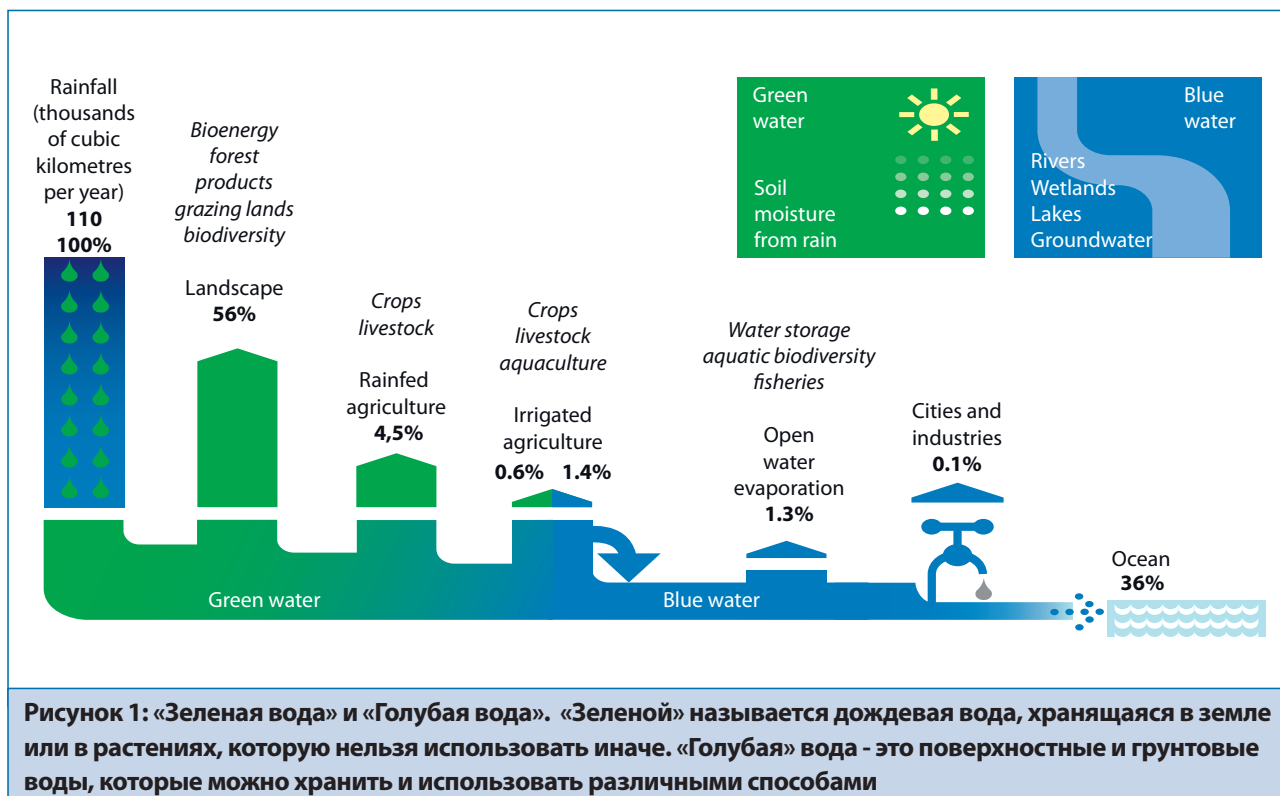 Rainfall
(thousands
of cubic
kilometres
per year)
110
100%
Bioenergy
forest
products
grazing lands
biodiversity
Landscape
56%
Crops
livestock
Rainfed
agriculture
4,5%
Crops
livestock
aquaculture
Irrigated
agriculture
0.6% 1.4%
Water storage
aquatic biodiversity
fisheries
Open
water
evaporation
1.3%
Cities and
industries
0.1%
Ocean
36%
Green
water
Soil
moisture
from rain
Blue
water
Rivers
Wetlands
Lakes
Groundwater
Green water
Blue water
Рисунок 1: «Зеленая вода» и «Голубая вода». «Зеленой» называется дождевая вода, хранящаяся в земле
или в растениях, которую нельзя использовать иначе. «Голубая» вода - это поверхностные и грунтовые
воды, которые можно хранить и использовать различными способами